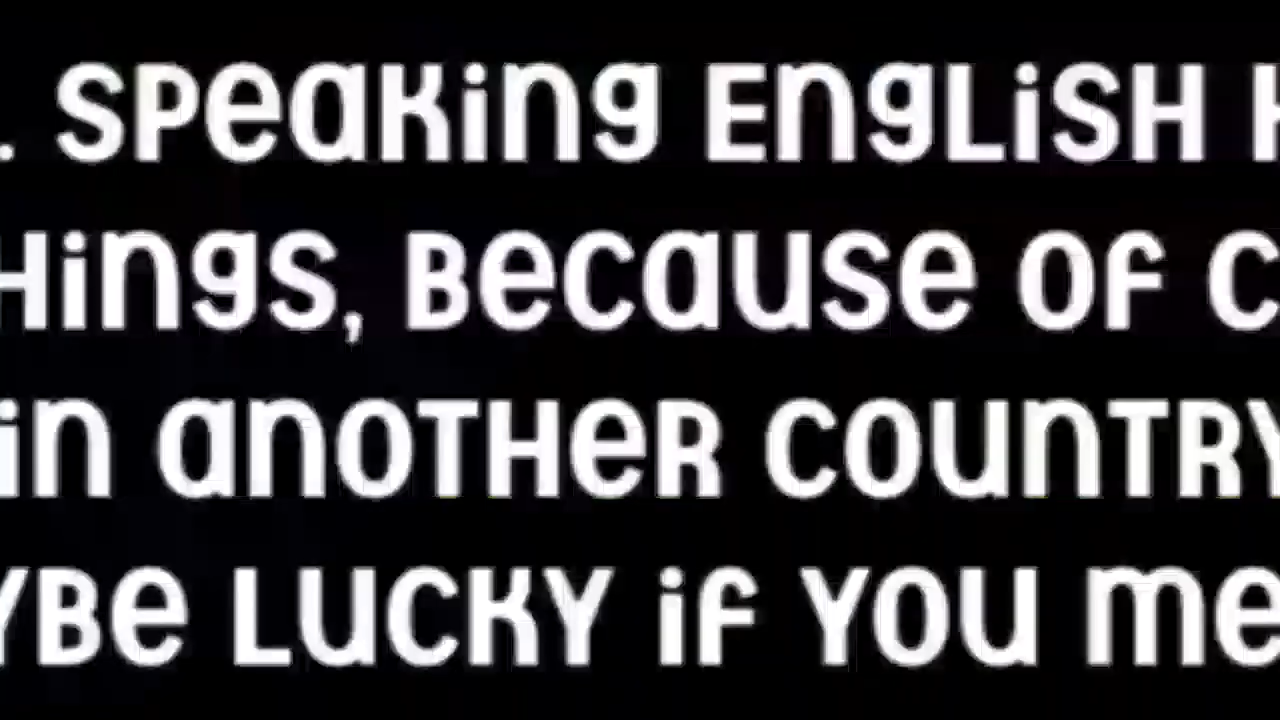 . Speaking English H
Hings, Because of C
in another country
YBe Lucky if you me